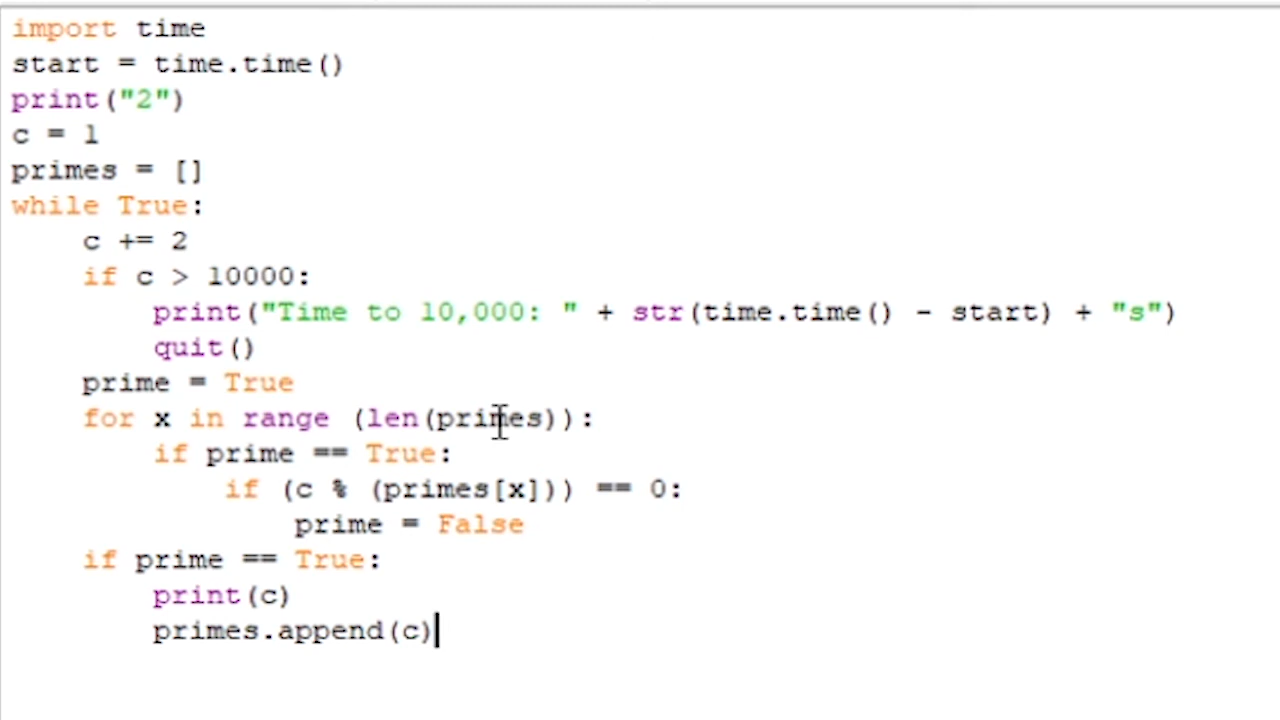 import time
start = time.time()
print("2")
c = 1
primes = []
while True:
    c += 2
    if c > 10000:
        print("Time to 10,000: " + str(time.time() - start) + "s")
        quit()
    prime = True
    for x in range (len(primes)):
        if prime == True:
            if (c % (primes[x])) == 0:
                prime = False
    if prime == True:
        print(c)
        primes.append(c)